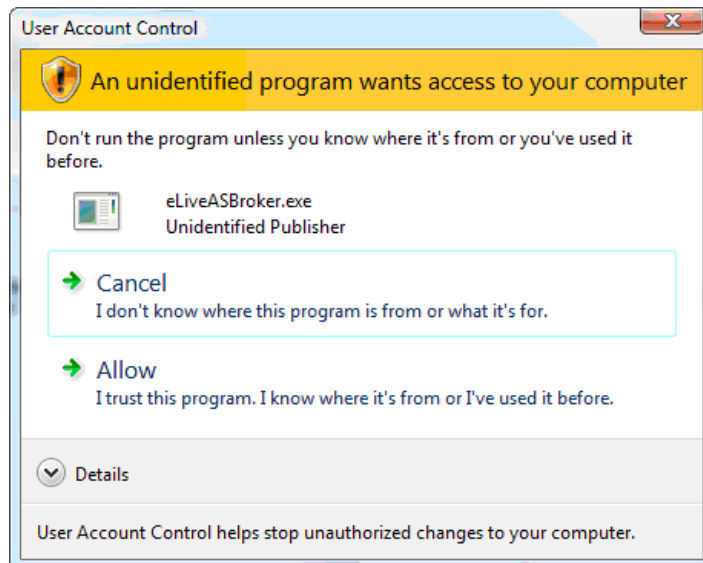 User Account Control
An unidentified program wants access to your computer
Don't run the program unless you know where it's from or you've used it
before.
eLiveASBroker.exe
Unidentified Publisher
Cancel
I don't know where this program is from or what it's for.
Allow
I trust this program. I know where it's from or I've used it before.
Details
User Account Control helps stop unauthorized changes to your computer.